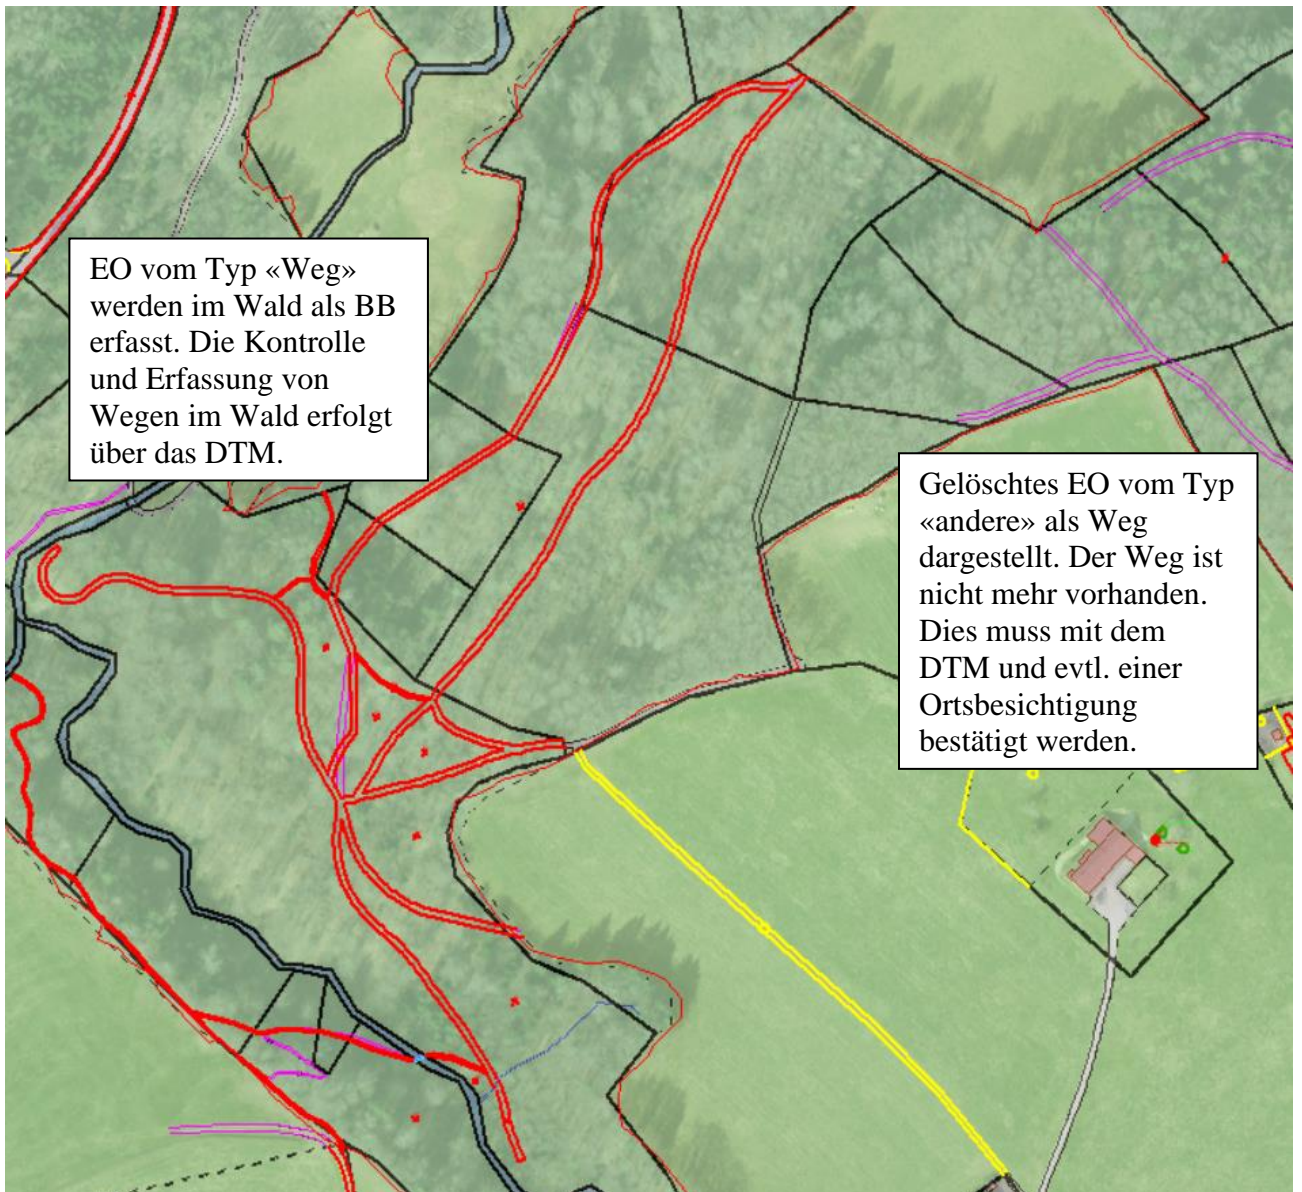 EO vom Typ «Weg»
werden im Wald als BB
erfasst. Die Kontrolle
und Erfassung von
Wegen im Wald erfolgt
über das DTM.
Gelöschtes EO vom Typ
«andere» als Weg
dargestellt. Der Weg ist
nicht mehr vorhanden.
Dies muss mit dem
DTM und evtl. einer
Ortsbesichtigung
bestätigt werden.